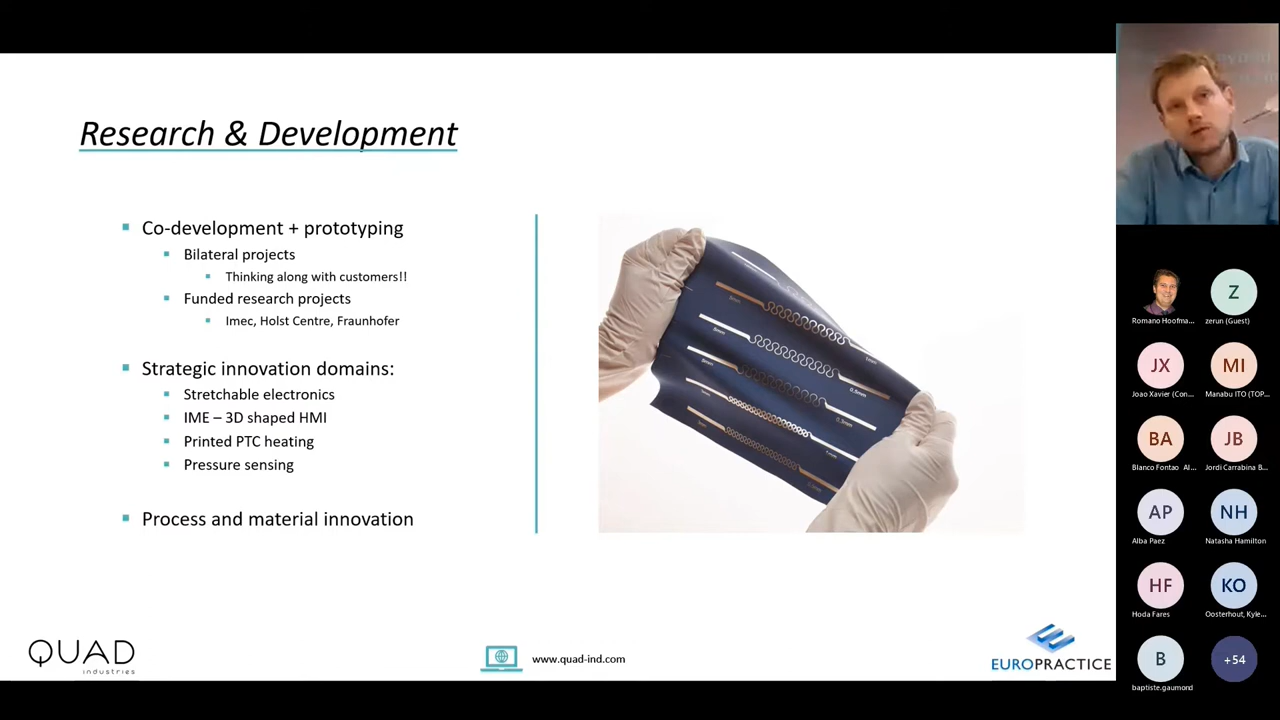 Research & Development
Co-development + prototyping
Bilateral projects
Thinking along with customers!!
Funded research projects
Imec, Holst Centre, Fraunhofer
Strategic innovation domains:
Stretchable electronics
IME – 3D shaped HMI
Printed PTC heating
Pressure sensing
Process and material innovation
QUAD
industries
www.quad-ind.com
EUROPRACTICE
Romano Hoofma...
Z
zerun (Guest)
JX
Joao Xavier (Con...
MI
Manabu ITO (TOP...
BA
Blanco Fontao Al...
JB
Jordi Carrabina B...
AP
Alba Paez
NH
Natasha Hamilton
HF
Hoda Fares
KO
Oosterhout, Kyle...
B
baptiste.gaumond
+54